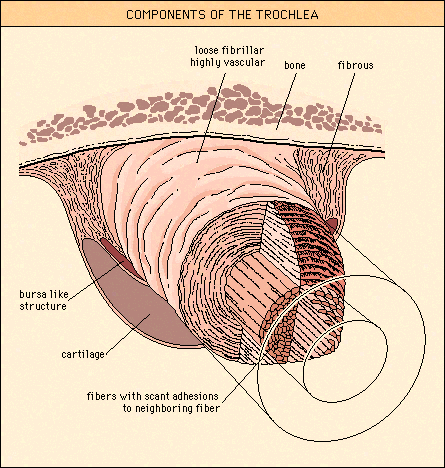 COMPONENTS OF THE TROCHLEA
loose fibrillar
highly vascular
bone
fibrous
bursa like
structure
cartilage
fibers with scant adhesions
to neighboring fiber